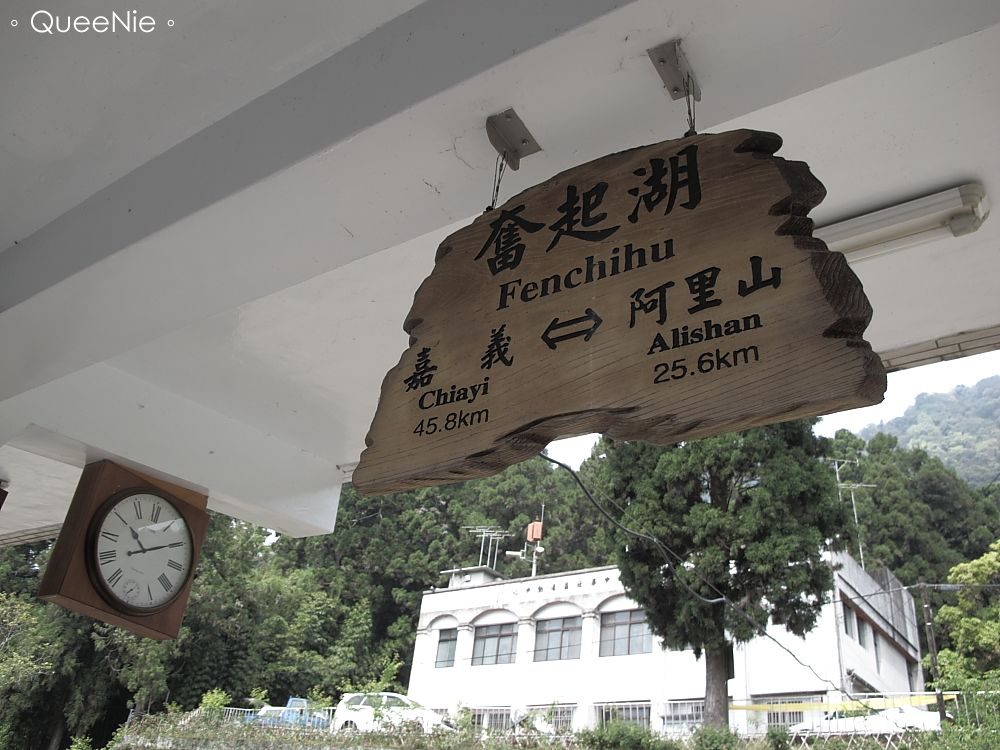 。QueeNie。
奮起湖
Fenchihu
嘉義 ⇔ 阿里山
Chiayi Alishan
45.8km 25.6km